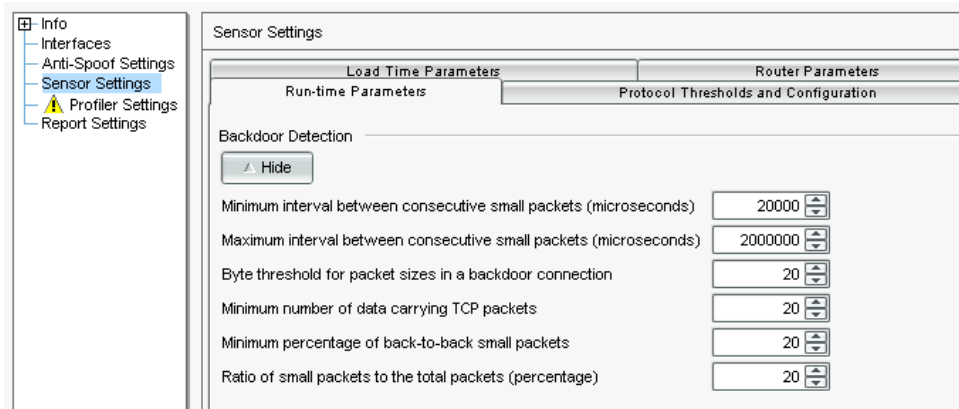 Info
Interfaces
Anti-Spoof Settings
Sensor Settings
Profiler Settings
Report Settings
Sensor Settings
Load Time Parameters
Router Parameters
Run-time Parameters
Protocol Thresholds and Configuration
Backdoor Detection
Hide
Minimum interval between consecutive small packets (microseconds) 20000
Maximum interval between consecutive small packets (microseconds) 2000000
Byte threshold for packet sizes in a backdoor connection 20
Minimum number of data carrying TCP packets 20
Minimum percentage of back-to-back small packets 20
Ratio of small packets to the total packets (percentage) 20